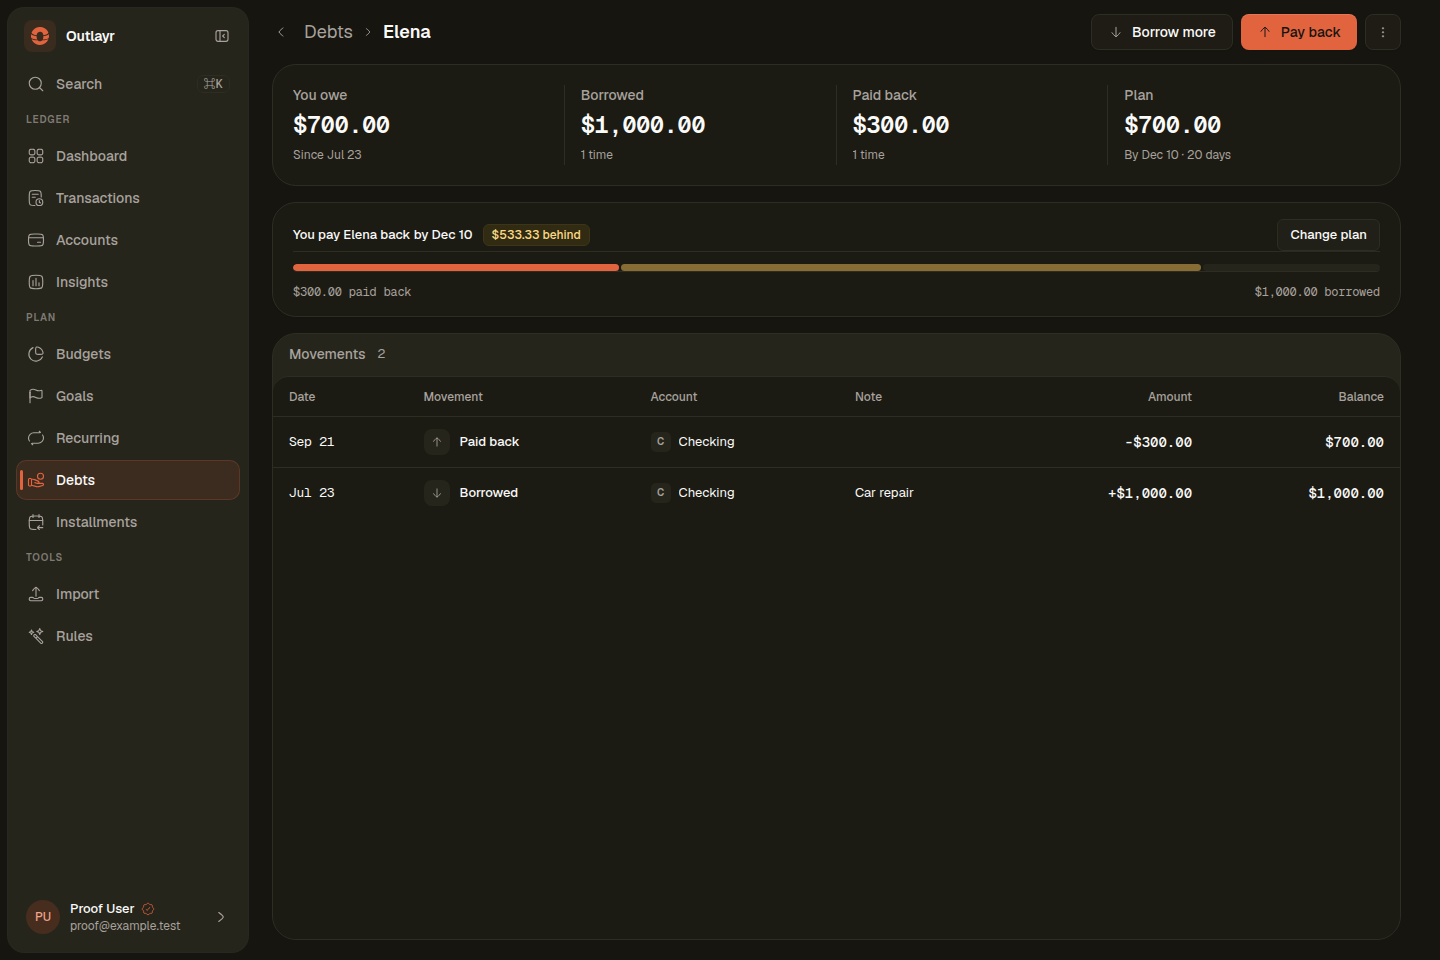 Outlayr
Search ⌘K
LEDGER
Dashboard
Transactions
Accounts
Insights
PLAN
Budgets
Goals
Recurring
Debts
Installments
TOOLS
Import
Rules
PU
Proof User
proof@example.test
Debts › Elena
Borrow more
Pay back
You owe
$700.00
Since Jul 23
Borrowed
$1,000.00
1 time
Paid back
$300.00
1 time
Plan
$700.00
By Dec 10 · 20 days
You pay Elena back by Dec 10 $533.33 behind
Change plan
$300.00 paid back $1,000.00 borrowed
Movements 2
Date Movement Account Note Amount Balance
Sep 21 Paid back C Checking -$300.00 $700.00
Jul 23 Borrowed C Checking Car repair +$1,000.00 $1,000.00